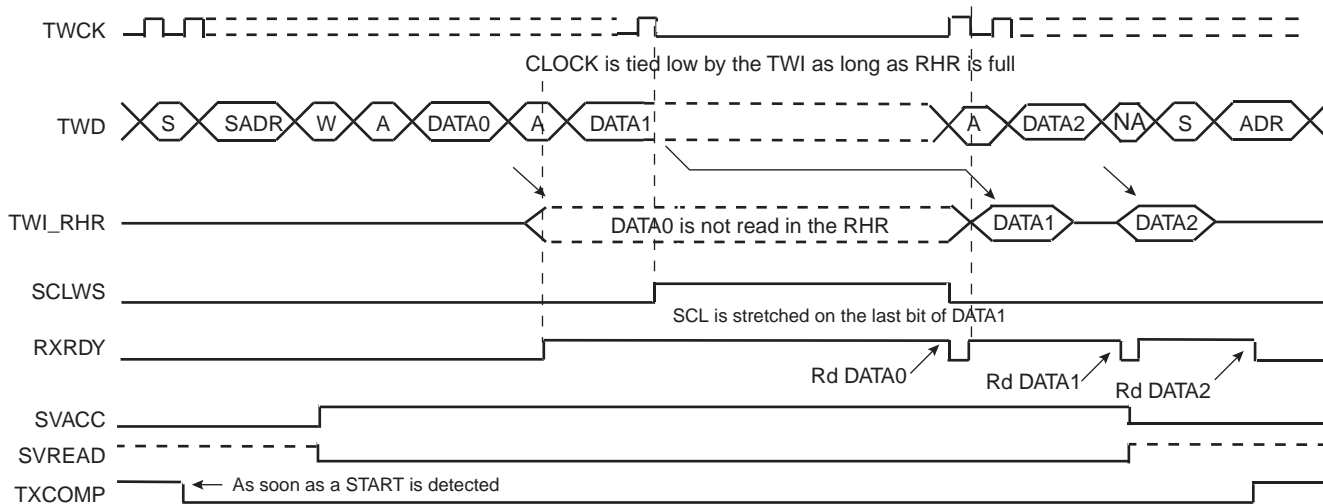 TWCK
CLOCK is tied low by the TWI as long as RHR is full
TWD S SADR W A DATA0 A DATA1 A DATA2 NA S ADR
TWI_RHR DATA0 is not read in the RHR DATA1 DATA2
SCLWS
SCL is stretched on the last bit of DATA1
RXRDY
Rd DATA0 Rd DATA1 Rd DATA2
SVACC
SVREAD
TXCOMP As soon as a START is detected